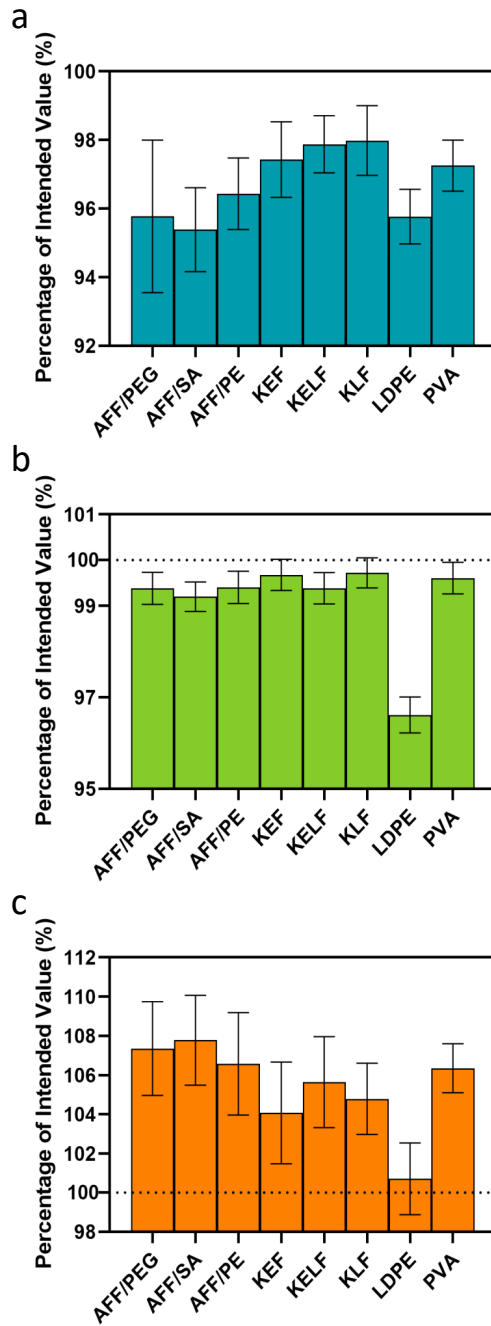 a
Percentage of Intended Value (%)
100
98
96
94
92
AFF/PEG
AFF/SA
AFF/PE
KEF
KELF
KLF
LDPE
PVA
b
Percentage of Intended Value (%)
101
100
99
97
95
AFF/PEG
AFF/SA
AFF/PE
KEF
KELF
KLF
LDPE
PVA
c
Percentage of Intended Value (%)
112
110
108
106
104
102
100
98
AFF/PEG
AFF/SA
AFF/PE
KEF
KELF
KLF
LDPE
PVA